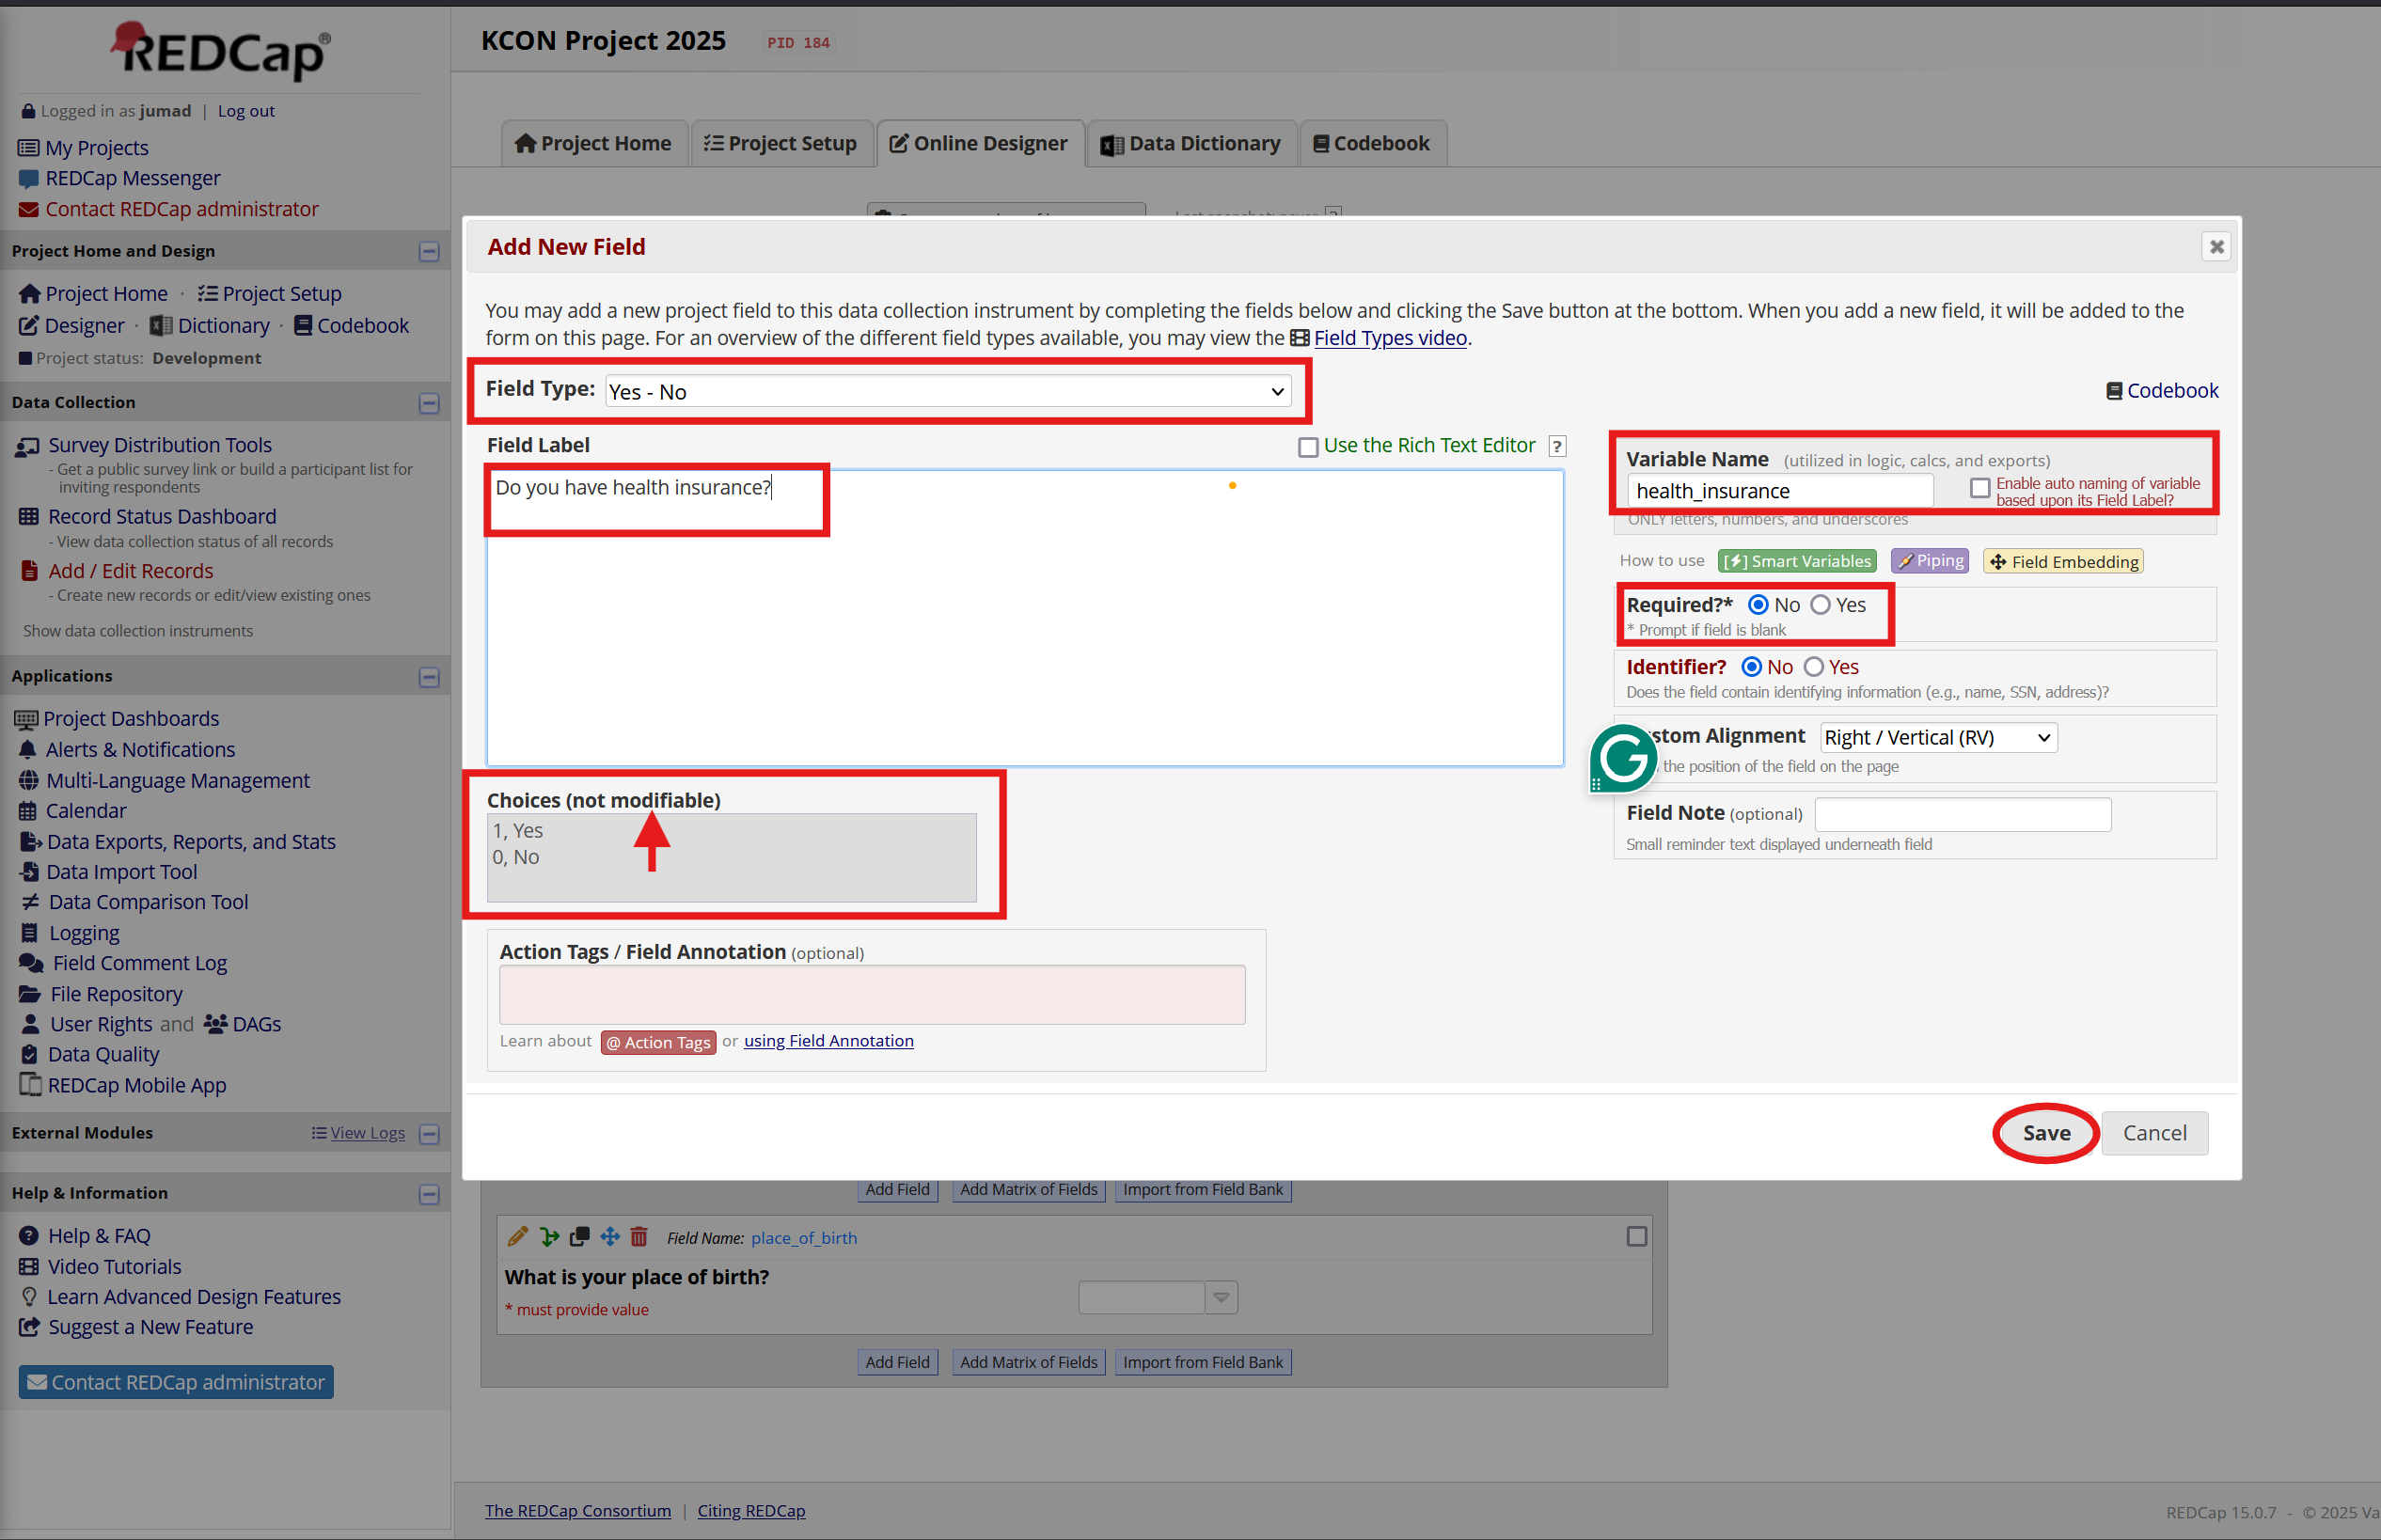 REDCap®
Logged in as jumad | Log out
My Projects
REDCap Messenger
Contact REDCap administrator
Project Home and Design
Project Home · Project Setup
Designer · Dictionary · Codebook
Project status: Development
Data Collection
Survey Distribution Tools
- Get a public survey link or build a participant list for
inviting respondents
Record Status Dashboard
- View data collection status of all records
Add / Edit Records
- Create new records or edit/view existing ones
Show data collection instruments
Applications
Project Dashboards
Alerts & Notifications
Multi-Language Management
Calendar
Data Exports, Reports, and Stats
Data Import Tool
Data Comparison Tool
Logging
Field Comment Log
File Repository
User Rights and DAGs
Data Quality
REDCap Mobile App
External Modules View Logs
Help & Information
Help & FAQ
Video Tutorials
Learn Advanced Design Features
Suggest a New Feature
Contact REDCap administrator
KCON Project 2025 PID 184
Project Home Project Setup Online Designer Data Dictionary Codebook
Add New Field
You may add a new project field to this data collection instrument by completing the fields below and clicking the Save button at the bottom. When you add a new field, it will be added to the
form on this page. For an overview of the different field types available, you may view the Field Types video.
Field Type: Yes - No
Codebook
Field Label Use the Rich Text Editor ?
Do you have health insurance?
Variable Name (utilized in logic, calcs, and exports)
health_insurance Enable auto naming of variable
based upon its Field Label?
ONLY letters, numbers, and underscores
How to use [⚡] Smart Variables Piping Field Embedding
Required?* No Yes
* Prompt if field is blank
Identifier? No Yes
Does the field contain identifying information (e.g., name, SSN, address)?
stom Alignment Right / Vertical (RV)
the position of the field on the page
Field Note (optional)
Small reminder text displayed underneath field
Choices (not modifiable)
1, Yes
0, No
Action Tags / Field Annotation (optional)
Learn about @ Action Tags or using Field Annotation
Save Cancel
Add Field Add Matrix of Fields Import from Field Bank
Field Name: place_of_birth
What is your place of birth?
* must provide value
Add Field Add Matrix of Fields Import from Field Bank
The REDCap Consortium | Citing REDCap
REDCap 15.0.7 - © 2025 Va